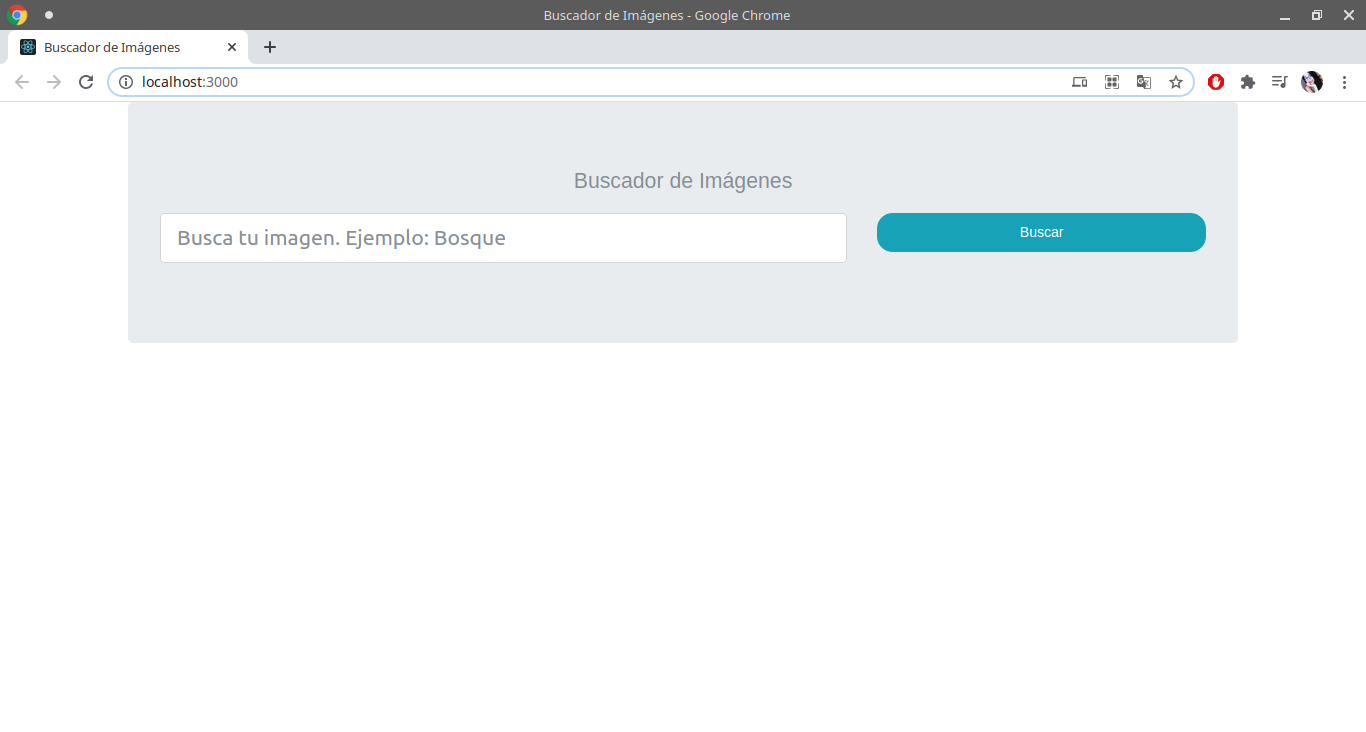 Buscador de Imágenes - Google Chrome
Buscador de Imágenes
localhost:3000
Buscador de Imágenes
Busca tu imagen. Ejemplo: Bosque
Buscar